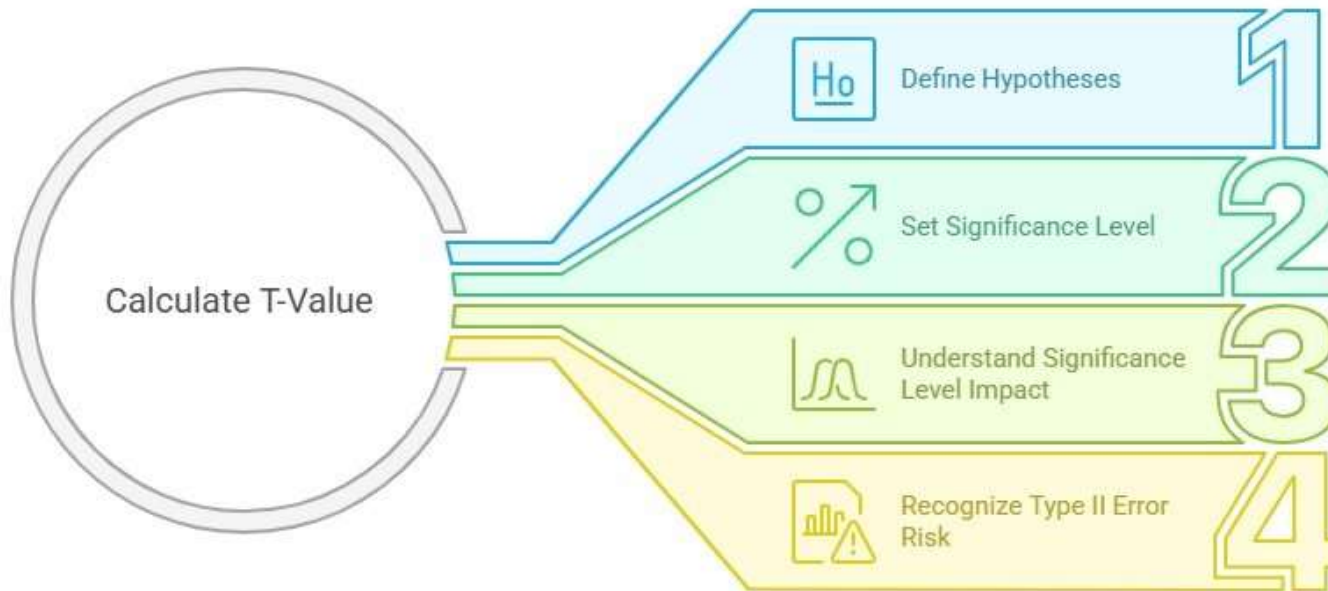 Calculate T-Value
Ho
Define Hypotheses
1
Set Significance Level
2
Understand Significance
Level Impact
3
Recognize Type II Error
Risk
4